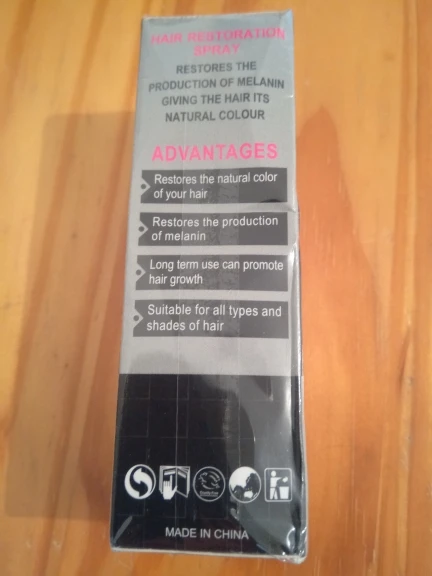 HAIR RESTORATION
SPRAY
RESTORES THE
PRODUCTION OF MELANIN
GIVING THE HAIR ITS
NATURAL COLOUR
ADVANTAGES
Restores the natural color
of your hair
Restores the production
of melanin
Long term use can promote
hair growth
Suitable for all types and
shades of hair
MADE IN CHINA